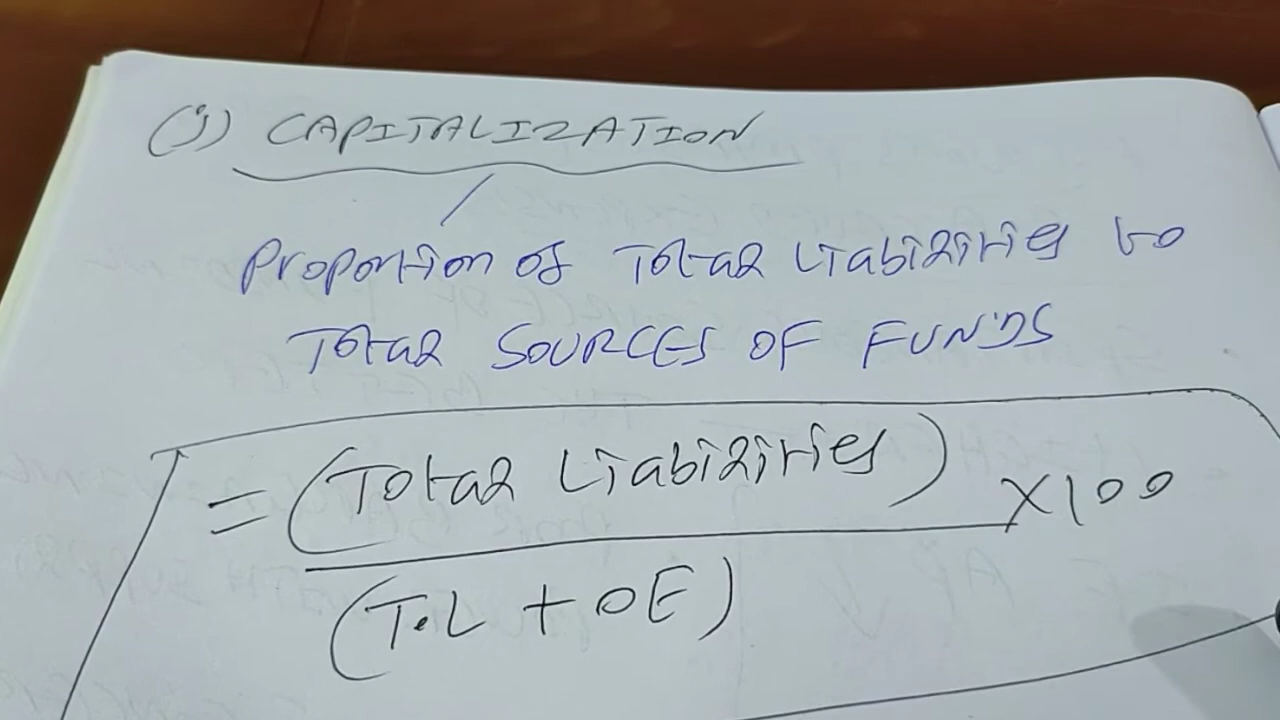 (j) CAPITALIZATION
Proportion of Total Liabilities to
Total SOURCES OF FUNDS
= (Total Liabilities) X100
(T.L + OE)